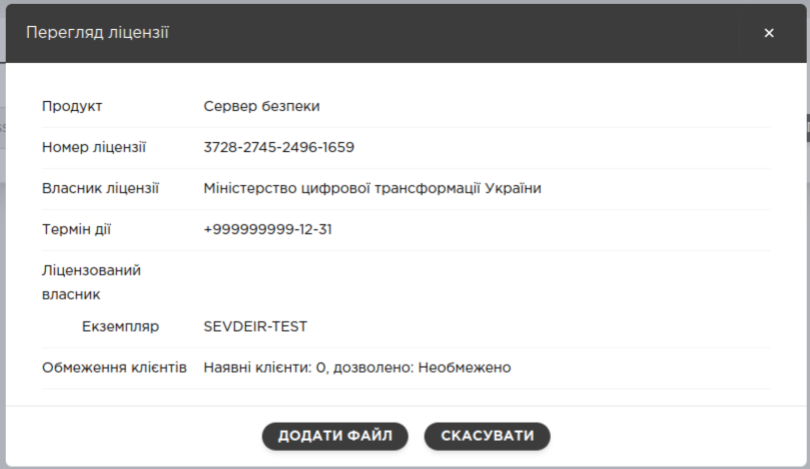 Перегляд ліцензії
×
Продукт Сервер безпеки
Номер ліцензії 3728-2745-2496-1659
Власник ліцензії Міністерство цифрової трансформації України
Термін дії +999999999-12-31
Ліцензований
власник
Екземпляр SEVDEIR-TEST
Обмеження клієнтів Наявні клієнти: 0, дозволено: Необмежено
ДОДАТИ ФАЙЛ СКАСУВАТИ